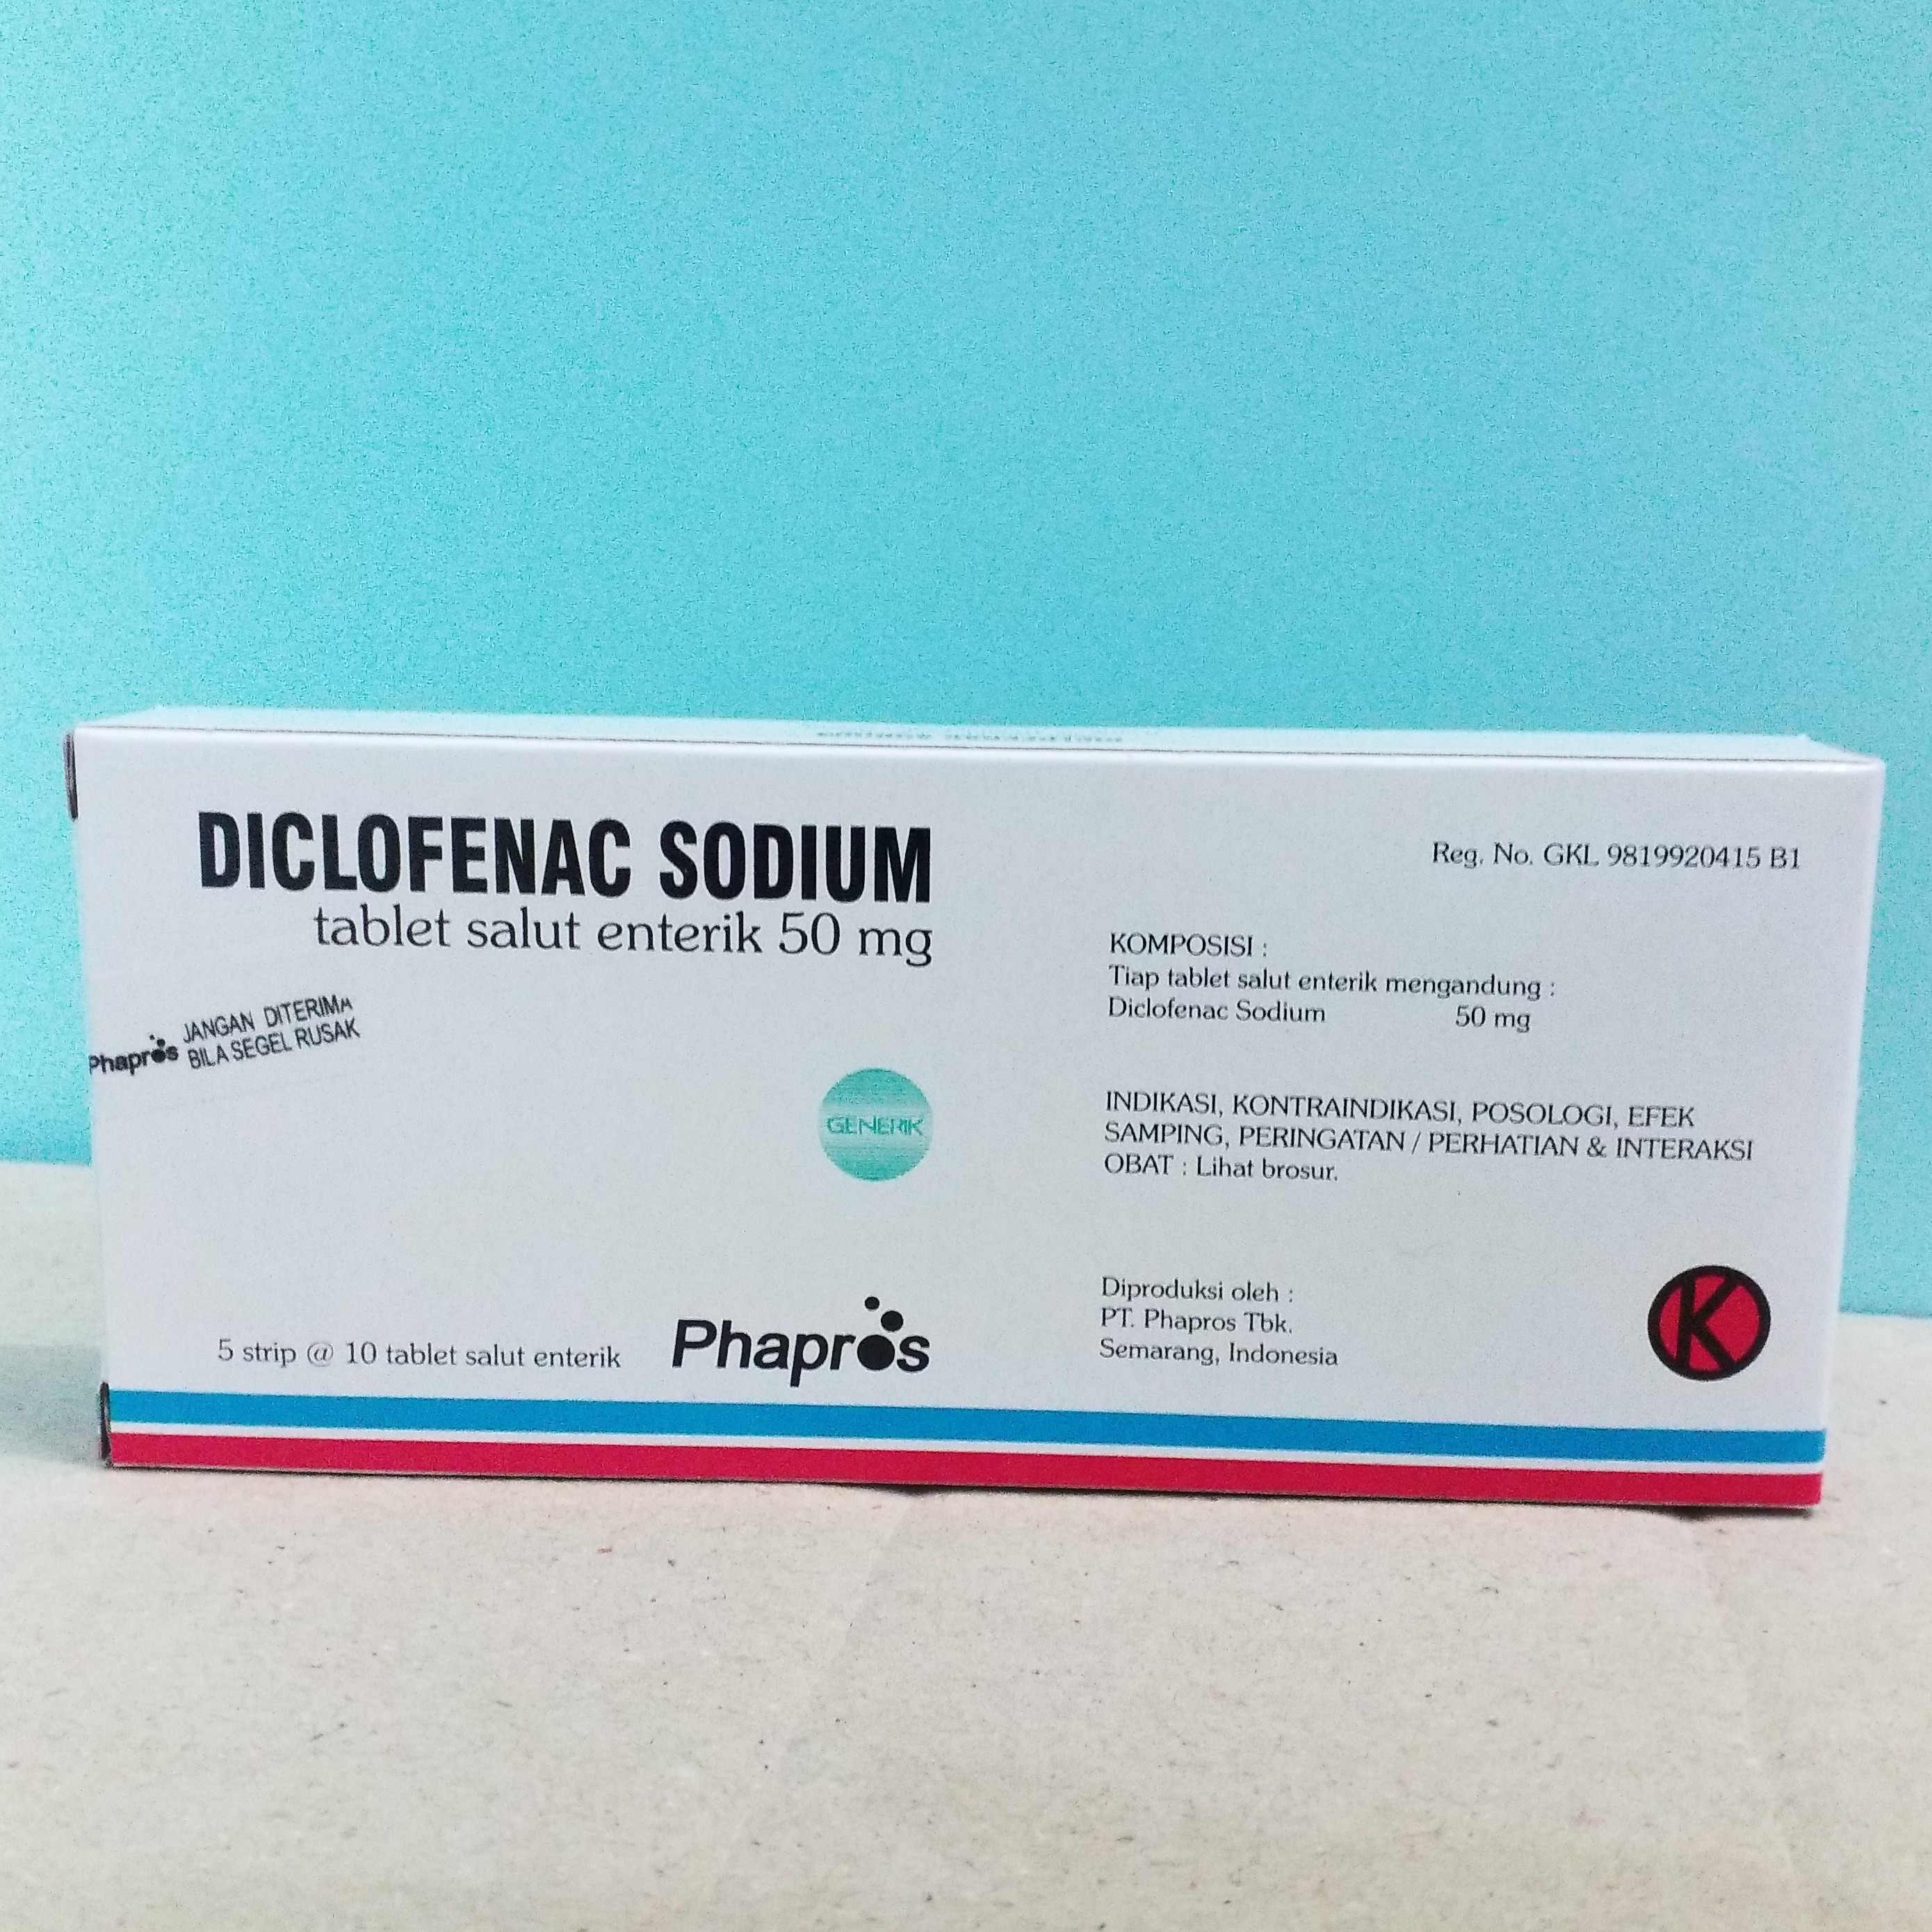 DICLOFENAC SODIUM
tablet salut enterik 50 mg
Phapros JANGAN DITERIMA
BILA SEGEL RUSAK
GENERIK
5 strip @ 10 tablet salut enterik
Phapros
Reg. No. GKL 9819920415 B1
KOMPOSISI :
Tiap tablet salut enterik mengandung :
Diclofenac Sodium 50 mg
INDIKASI, KONTRAINDIKASI, POSOLOGI, EFEK
SAMPING, PERINGATAN / PERHATIAN & INTERAKSI
OBAT : Lihat brosur.
Diproduksi oleh :
PT. Phapros Tbk.
Semarang, Indonesia
K